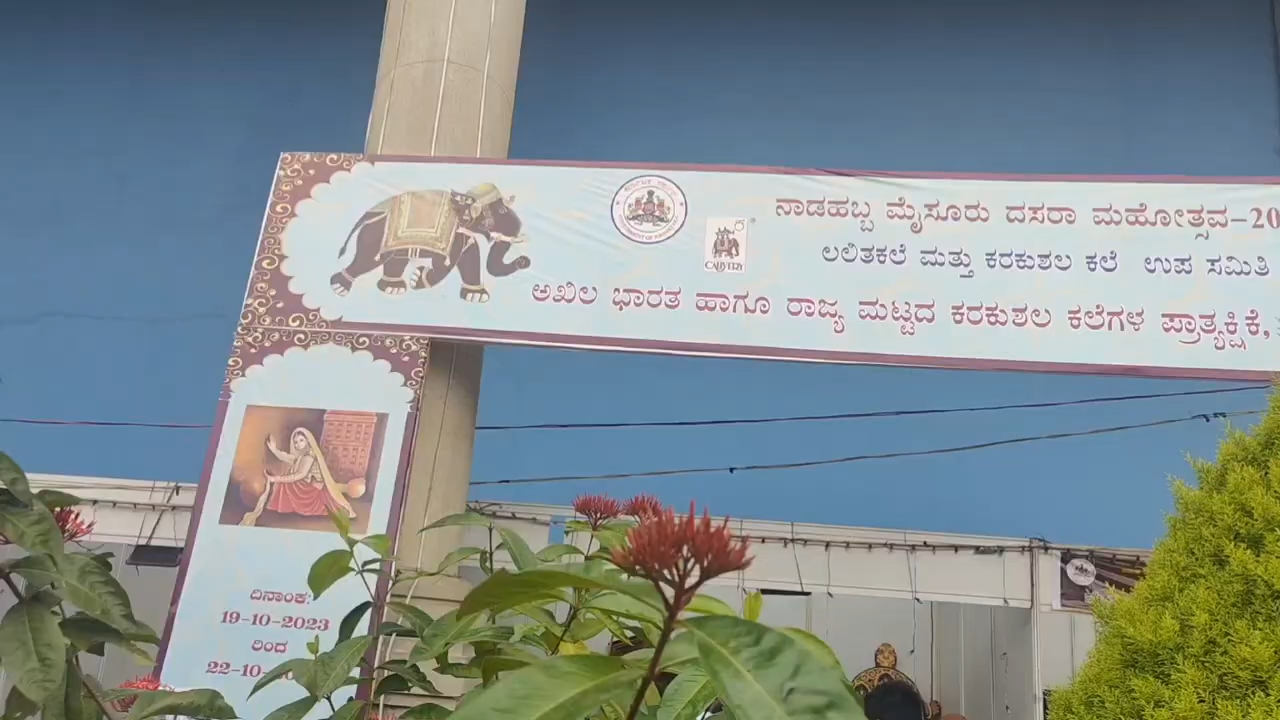 ನಾಡಹಬ್ಬ ಮೈಸೂರು ದಸರಾ ಮಹೋತ್ಸವ-20
ಲಲಿತಕಲೆ ಮತ್ತು ಕರಕುಶಲ ಕಲೆ ಉಪ ಸಮಿತಿ
ಅಖಿಲ ಭಾರತ ಹಾಗೂ ರಾಜ್ಯ ಮಟ್ಟದ ಕರಕುಶಲ ಕಲೆಗಳ ಪ್ರಾತ್ಯಕ್ಷಿಕೆ,
ದಿನಾಂಕ:
19-10-2023
ರಿಂದ
22-10-